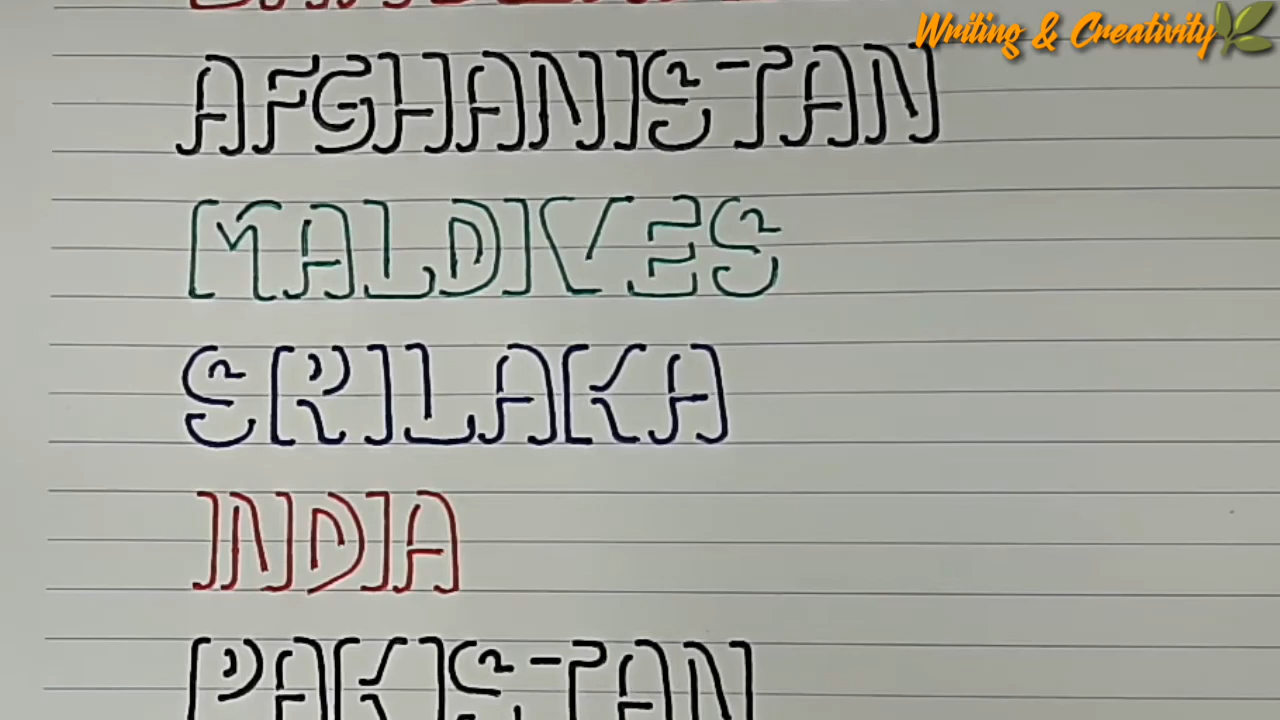 Writing & Creativity
AFGHANISTAN
MALDIVES
SRILAKA
INDIA
PAKISTAN